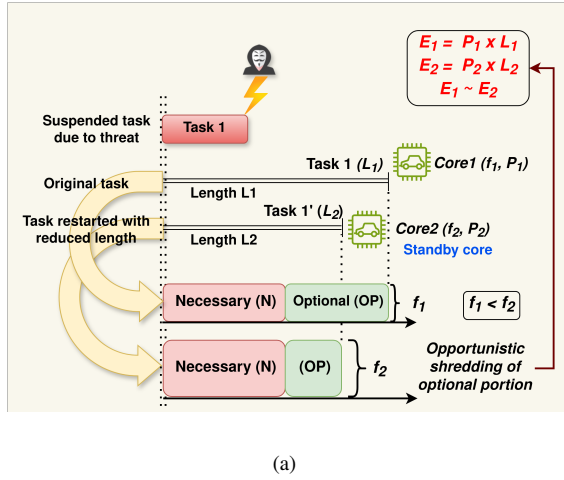 E1 = P1 x L1
E2 = P2 x L2
E1 ~ E2
Suspended task
due to threat
Task 1
Task 1 (L1)
Core1 (f1, P1)
Original task
Length L1
Task restarted with
reduced length
Task 1' (L2)
Length L2
Core2 (f2, P2)
Standby core
Necessary (N)
Optional (OP)
f1
f1 < f2
Necessary (N)
(OP)
f2
Opportunistic
shredding of
optional portion
(a)